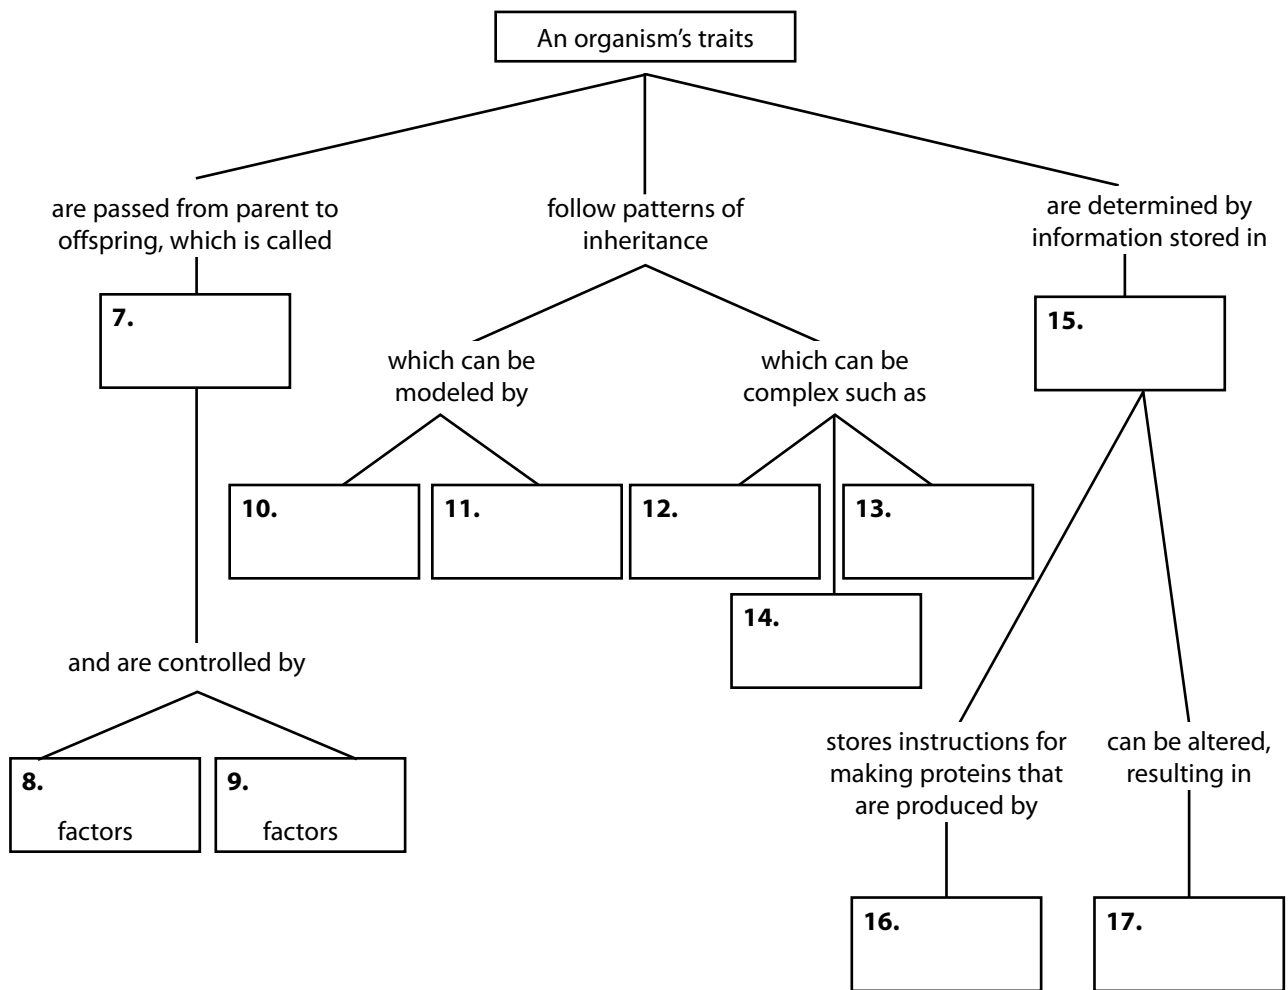 An organism’s traits
are passed from parent to
offspring, which is called
7.
and are controlled by
8.
factors
9.
factors
follow patterns of
inheritance
which can be
modeled by
10.
11.
which can be
complex such as
12.
13.
14.
are determined by
information stored in
15.
stores instructions for
making proteins that
are produced by
16.
can be altered,
resulting in
17.